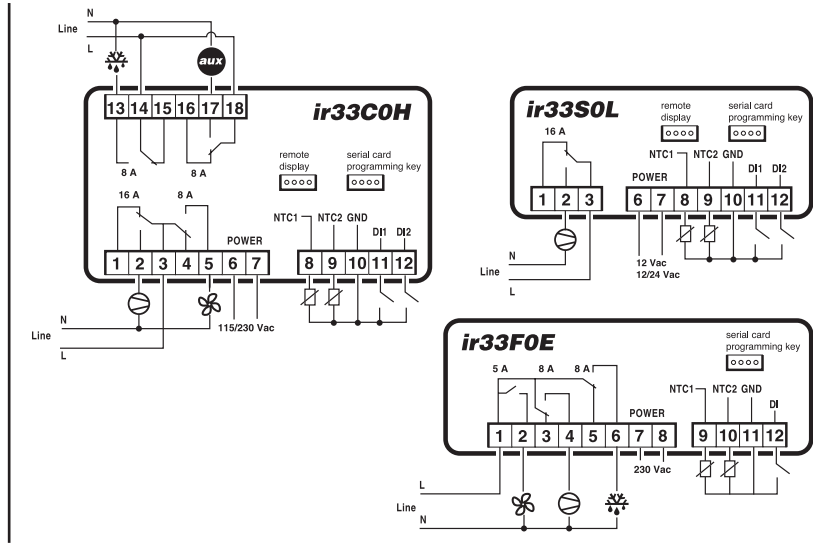 N
Line
L
aux
13 14 15 16 17 18
ir33C0H
8 A
8 A
remote
display
serial card
programming key
16 A
8 A
POWER
NTC1
NTC2 GND
DI1
DI2
1 2 3 4 5 6 7
8 9 10 11 12
N
Line
L
115/230 Vac
ir33S0L
16 A
remote
display
serial card
programming key
NTC1
NTC2 GND
POWER
DI1
DI2
1 2 3
6 7 8 9 10 11 12
N
Line
L
12 Vac
12/24 Vac
ir33F0E
serial card
programming key
5 A
8 A
8 A
POWER
NTC1
NTC2 GND
DI
1 2 3 4 5 6 7 8
9 10 11 12
230 Vac
L
Line
N